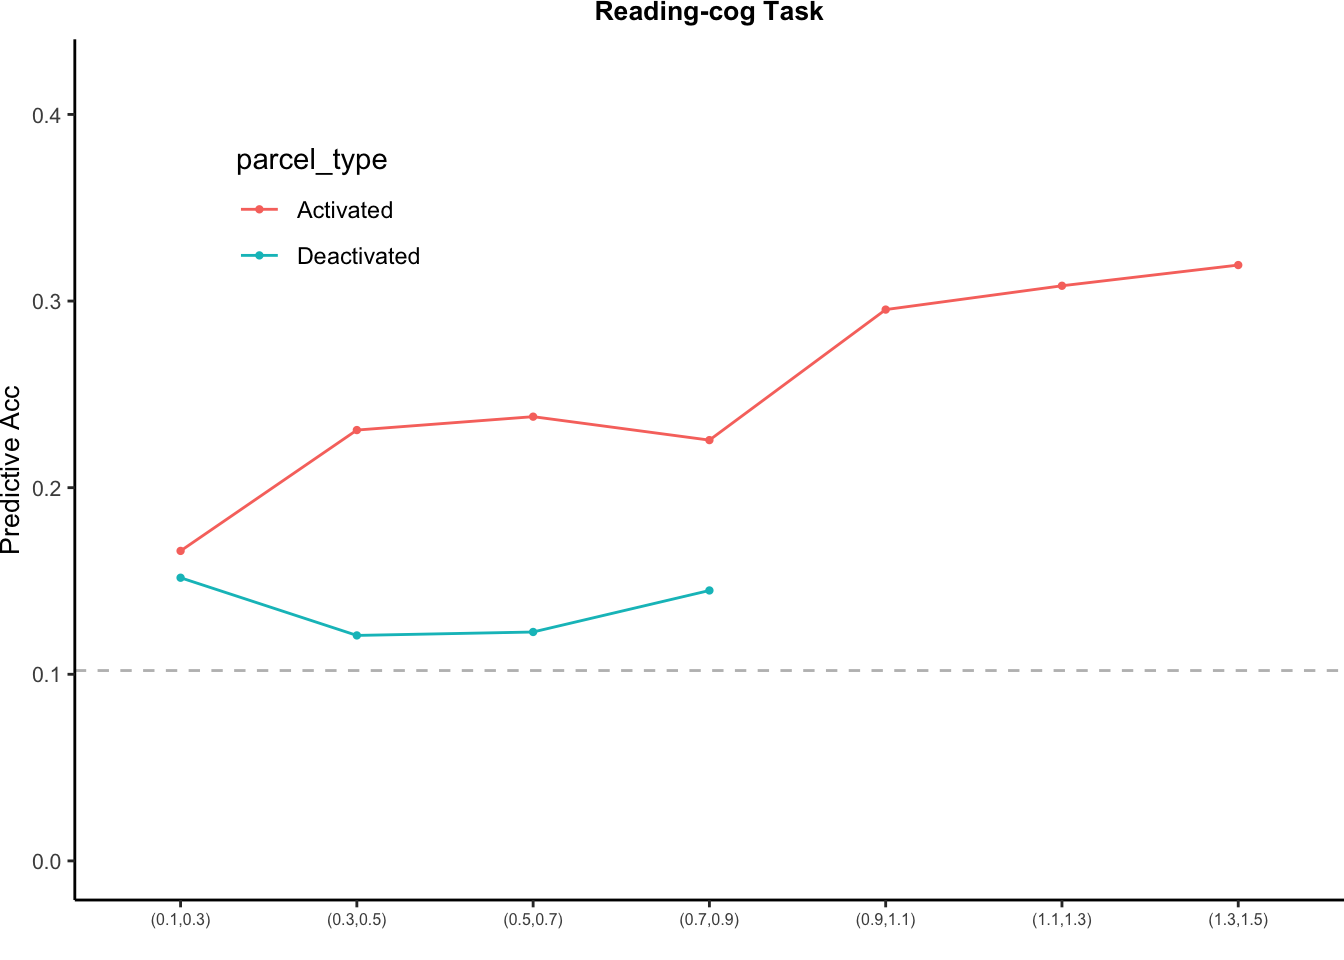 Reading-cog Task
Predictive Acc
0.4
0.3
0.2
0.1
0.0
parcel_type
Activated
Deactivated
(0.1,0.3) (0.3,0.5) (0.5,0.7) (0.7,0.9) (0.9,1.1) (1.1,1.3) (1.3,1.5)